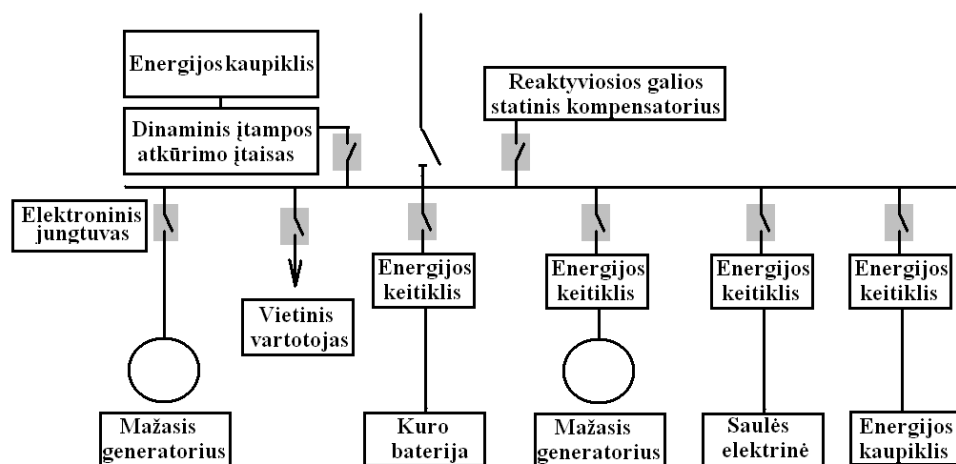 Energijos kaupiklis
Reaktyviosios galios
statinis kompensatorius
Dinaminis įtampos
atkūrimo įtaisas
Elektroninis
jungtuvas
Energijos
keitiklis
Energijos
keitiklis
Energijos
keitiklis
Energijos
keitiklis
Vietinis
vartotojas
Mažasis
generatorius
Kuro
baterija
Mažasis
generatorius
Saulės
elektrinė
Energijos
kaupiklis